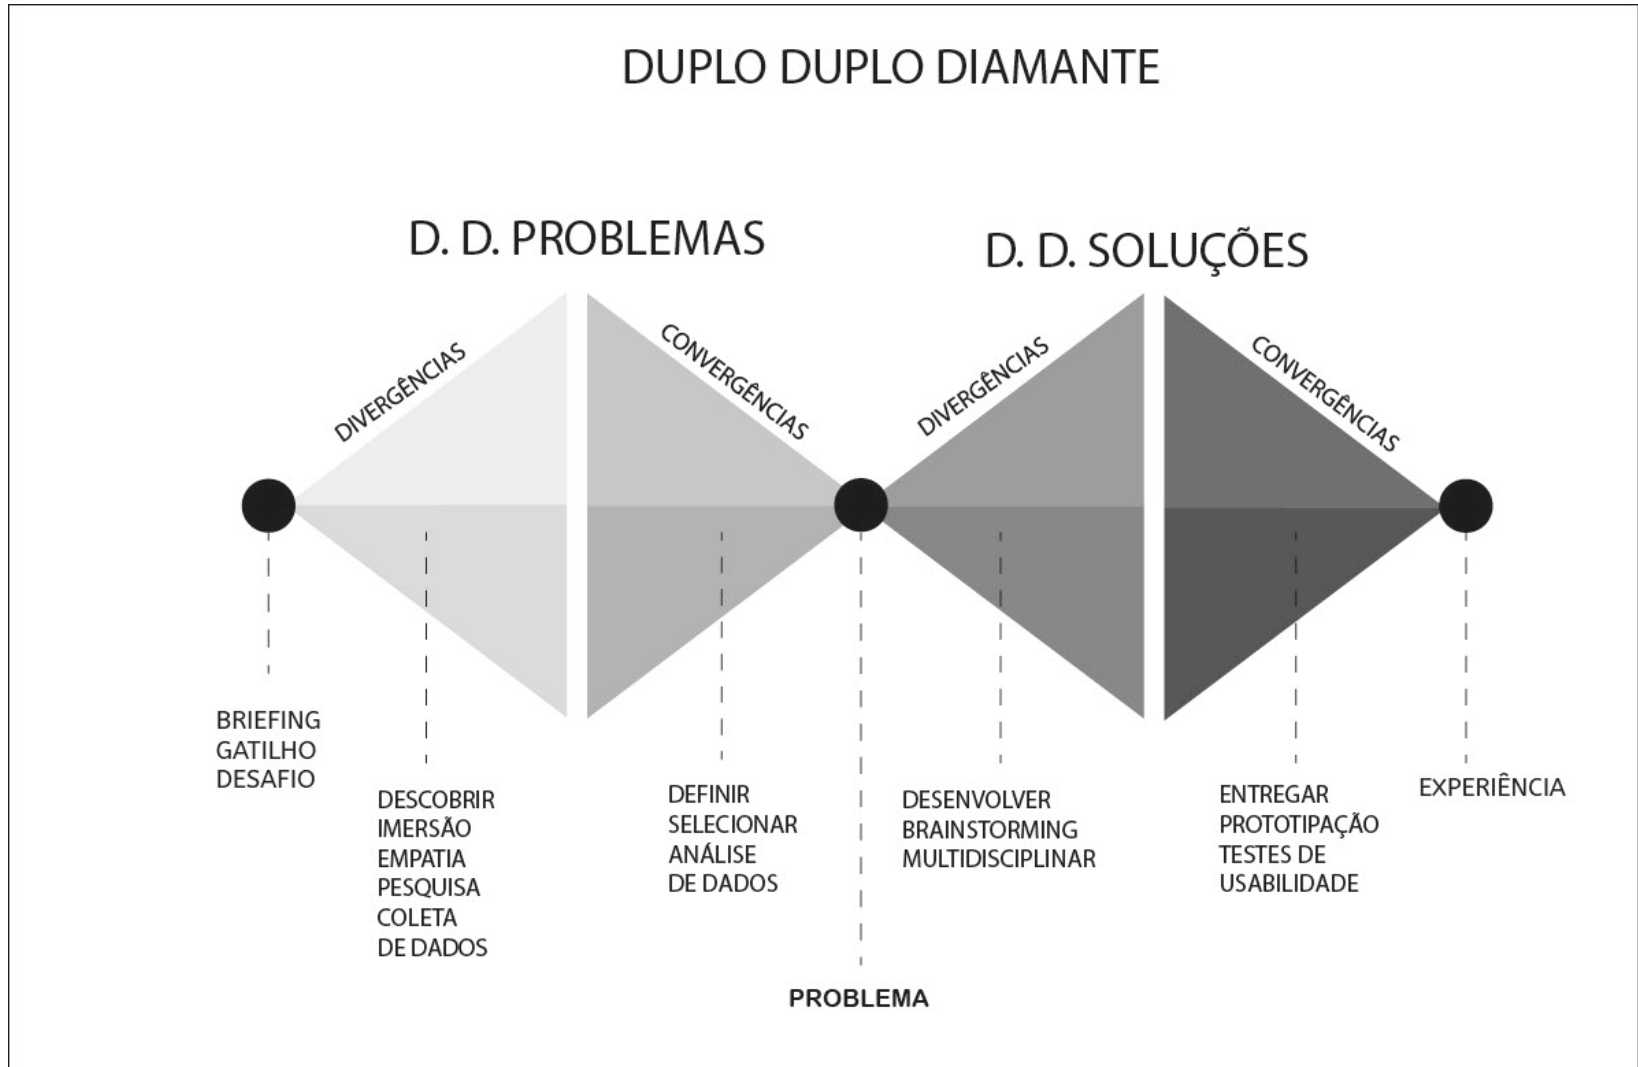 DUPLO DUPLO DIAMANTE
D. D. PROBLEMAS
D. D. SOLUÇÕES
DIVERGÊNCIAS
CONVERGÊNCIAS
DIVERGÊNCIAS
CONVERGÊNCIAS
BRIEFING
GATILHO
DESAFIO
DESCOBRIR
IMERSÃO
EMPATIA
PESQUISA
COLETA
DE DADOS
DEFINIR
SELECIONAR
ANÁLISE
DE DADOS
PROBLEMA
DESENVOLVER
BRAINSTORMING
MULTIDISCIPLINAR
ENTREGAR
PROTOTIPAÇÃO
TESTES DE
USABILIDADE
EXPERIÊNCIA